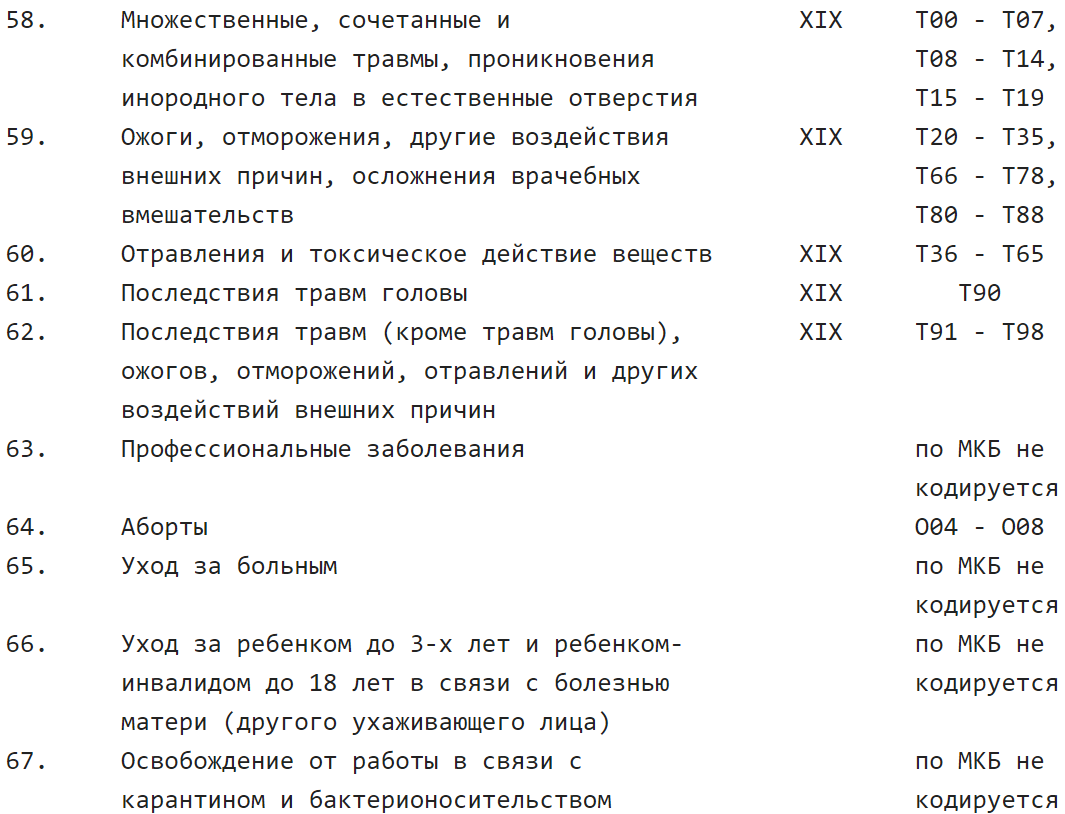 58. Множественные, сочетанные и XIX T00 - T07,
комбинированные травмы, проникновения T08 - T14,
инородного тела в естественные отверстия T15 - T19
59. Ожоги, отморожения, другие воздействия XIX T20 - T35,
внешних причин, осложнения врачебных T66 - T78,
вмешательств T80 - T88
60. Отравления и токсическое действие веществ XIX T36 - T65
61. Последствия травм головы XIX T90
62. Последствия травм (кроме травм головы), XIX T91 - T98
ожогов, отморожений, отравлений и других
воздействий внешних причин
63. Профессиональные заболевания по МКБ не
кодируется
64. Аборты O04 - O08
65. Уход за больным по МКБ не
кодируется
66. Уход за ребенком до 3-х лет и ребенком- по МКБ не
инвалидом до 18 лет в связи с болезнью кодируется
матери (другого ухаживающего лица)
67. Освобождение от работы в связи с по МКБ не
карантином и бактерионосительством кодируется